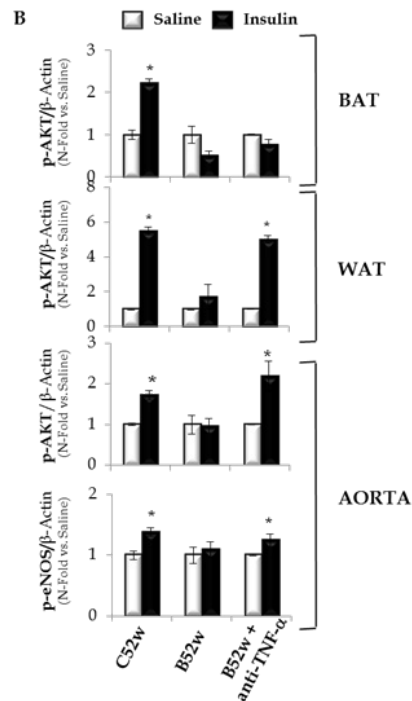 B
Saline Insulin
p-AKT/β-Actin
(N-Fold vs. Saline)
3
2
1
0
*
BAT
p-AKT/β-Actin
(N-Fold vs. Saline)
8
6
4
2
0
*
*
WAT
p-AKT/β-Actin
(N-Fold vs. Saline)
3
2
1
0
*
*
p-eNOS/β-Actin
(N-Fold vs. Saline)
2
1
0
*
*
AORTA
C52w
B52w
B52w +
anti-TNF-α